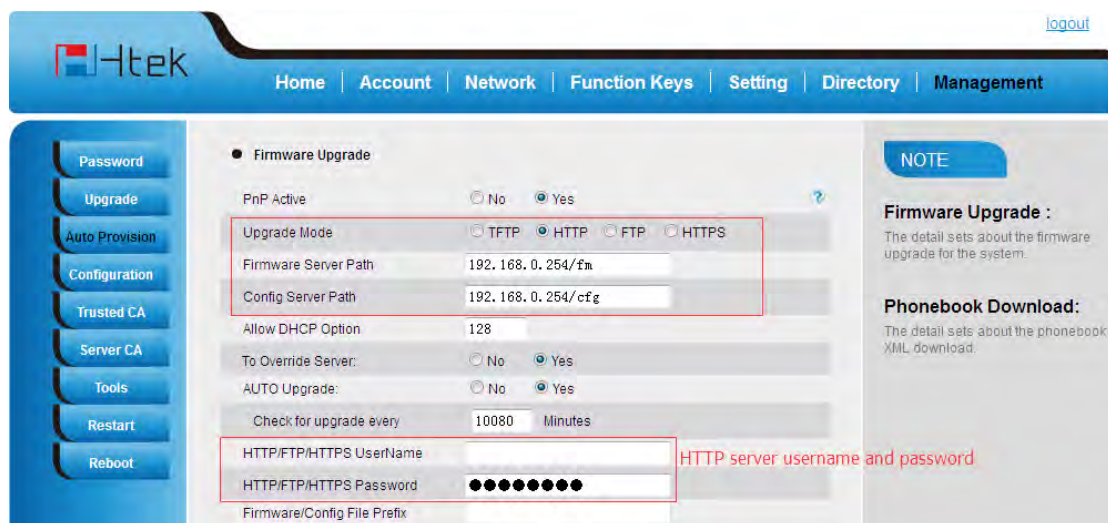 logout
Htek
Home Account Network Function Keys Setting Directory Management
Password
Upgrade
Auto Provision
Configuration
Trusted CA
Server CA
Tools
Restart
Reboot
Firmware Upgrade
PnP Active No Yes ?
Upgrade Mode TFTP HTTP FTP HTTPS
Firmware Server Path 192.168.0.254/fm
Config Server Path 192.168.0.254/cfg
Allow DHCP Option 128
To Override Server: No Yes
AUTO Upgrade: No Yes
Check for upgrade every 10080 Minutes
HTTP/FTP/HTTPS UserName
HTTP server username and password
HTTP/FTP/HTTPS Password ●●●●●●●●
Firmware/Config File Prefix
NOTE
Firmware Upgrade :
The detail sets about the firmware
upgrade for the system.
Phonebook Download:
The detail sets about the phonebook
XML download.